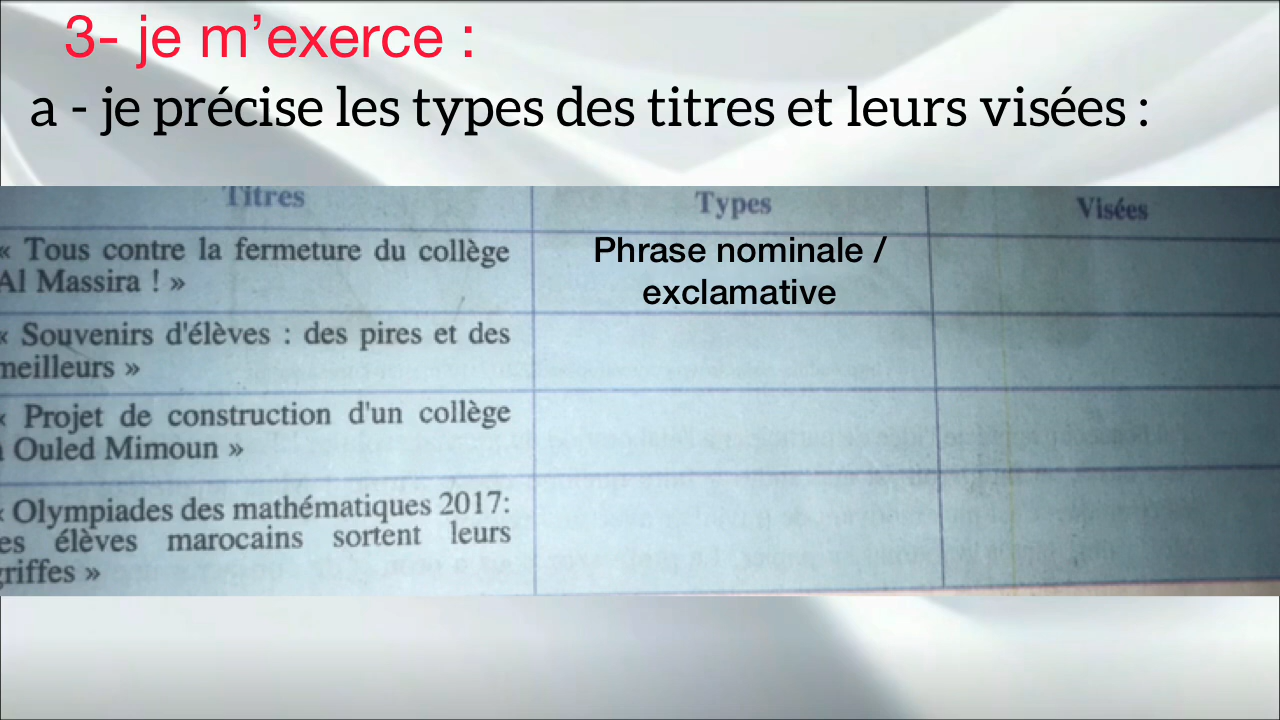 3- je m’exerce :
a - je précise les types des titres et leurs visées :
Titres
Types
Visées
« Tous contre la fermeture du collège
Al Massira ! »
Phrase nominale /
exclamative
« Souvenirs d'élèves : des pires et des
meilleurs »
« Projet de construction d'un collège
Ouled Mimoun »
« Olympiades des mathématiques 2017:
es élèves marocains sortent leurs
griffes »